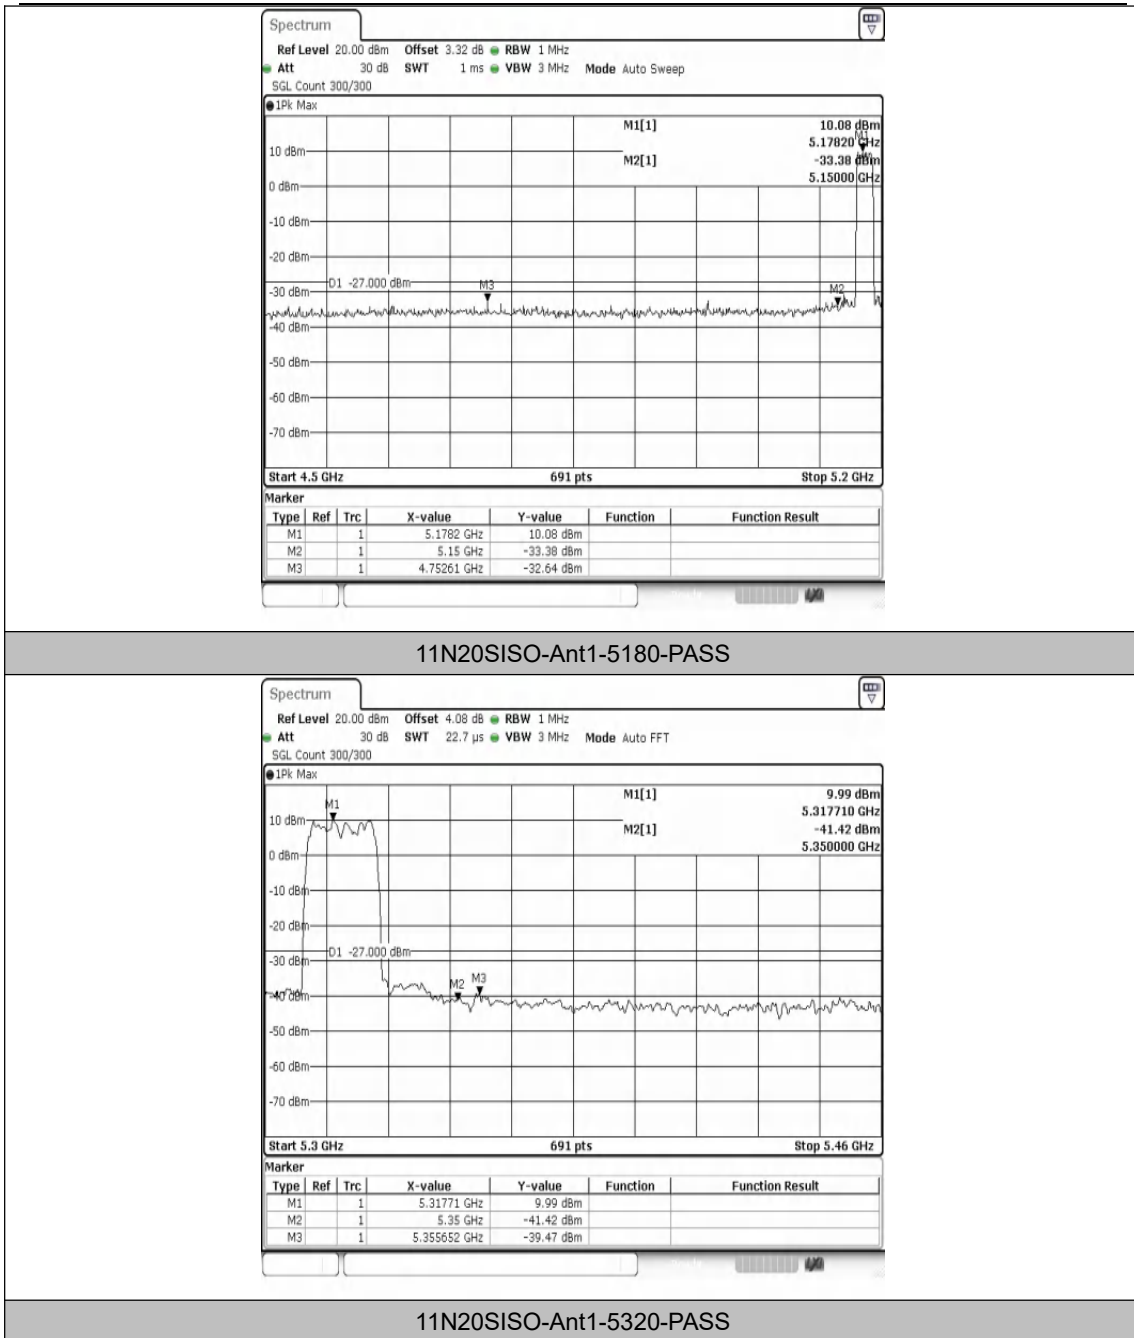 Spectrum
Ref Level 20.00 dBm Offset 3.32 dB RBW 1 MHz
Att 30 dB SWT 1 ms VBW 3 MHz Mode Auto Sweep
SGL Count 300/300
1Pk Max
M1[1] 10.08 dBm
5.17820 GHz
M2[1] -33.38 dBm
5.15000 GHz
M1
10 dBm
0 dBm
-10 dBm
-20 dBm
D1 -27.000 dBm
M3
M2
-30 dBm
-40 dBm
-50 dBm
-60 dBm
-70 dBm
Start 4.5 GHz 691 pts Stop 5.2 GHz
Marker
Type Ref Trc X-value Y-value Function Function Result
M1 1 5.1782 GHz 10.08 dBm
M2 1 5.15 GHz -33.38 dBm
M3 1 4.75261 GHz -32.64 dBm
11N20SISO-Ant1-5180-PASS
Spectrum
Ref Level 20.00 dBm Offset 4.08 dB RBW 1 MHz
Att 30 dB SWT 22.7 µs VBW 3 MHz Mode Auto FFT
SGL Count 300/300
1Pk Max
M1[1] 9.99 dBm
5.317710 GHz
M2[1] -41.42 dBm
5.350000 GHz
M1
10 dBm
0 dBm
-10 dBm
-20 dBm
D1 -27.000 dBm
-30 dBm
M2 M3
-40 dBm
-50 dBm
-60 dBm
-70 dBm
Start 5.3 GHz 691 pts Stop 5.46 GHz
Marker
Type Ref Trc X-value Y-value Function Function Result
M1 1 5.31771 GHz 9.99 dBm
M2 1 5.35 GHz -41.42 dBm
M3 1 5.355652 GHz -39.47 dBm
11N20SISO-Ant1-5320-PASS